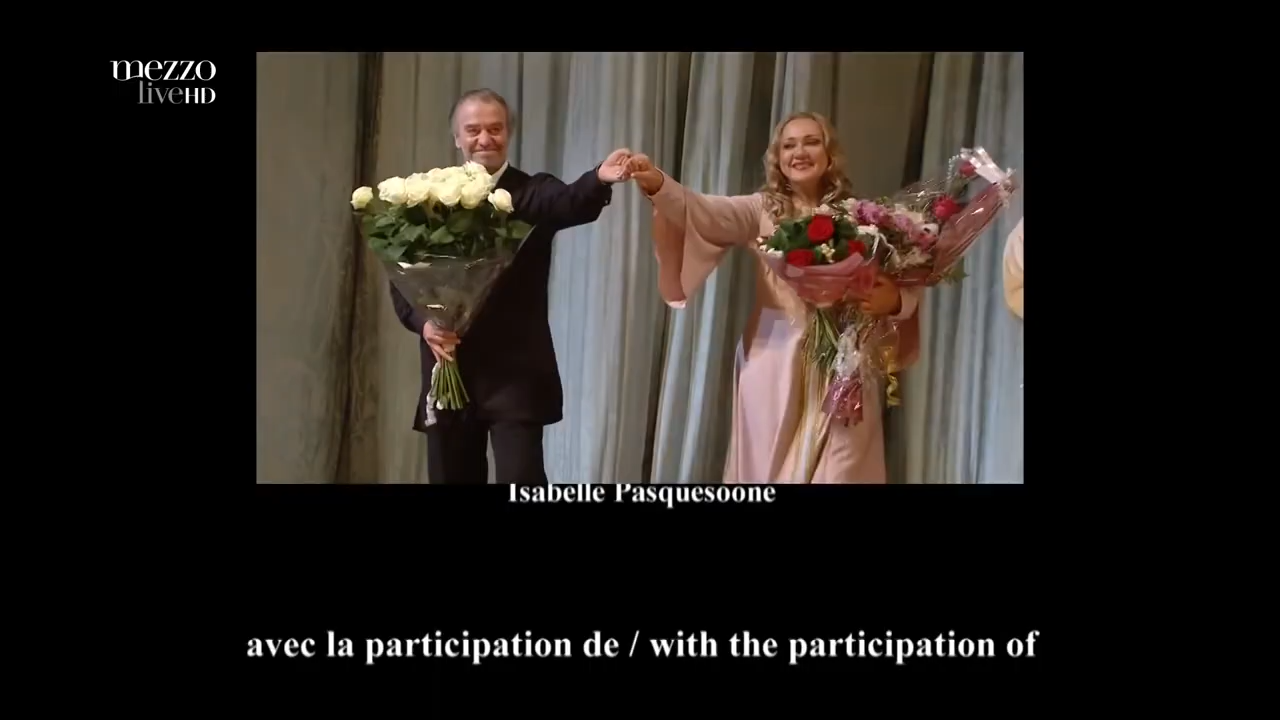 mezzo
liveHD
Isabelle Pasquesoone
avec la participation de / with the participation of